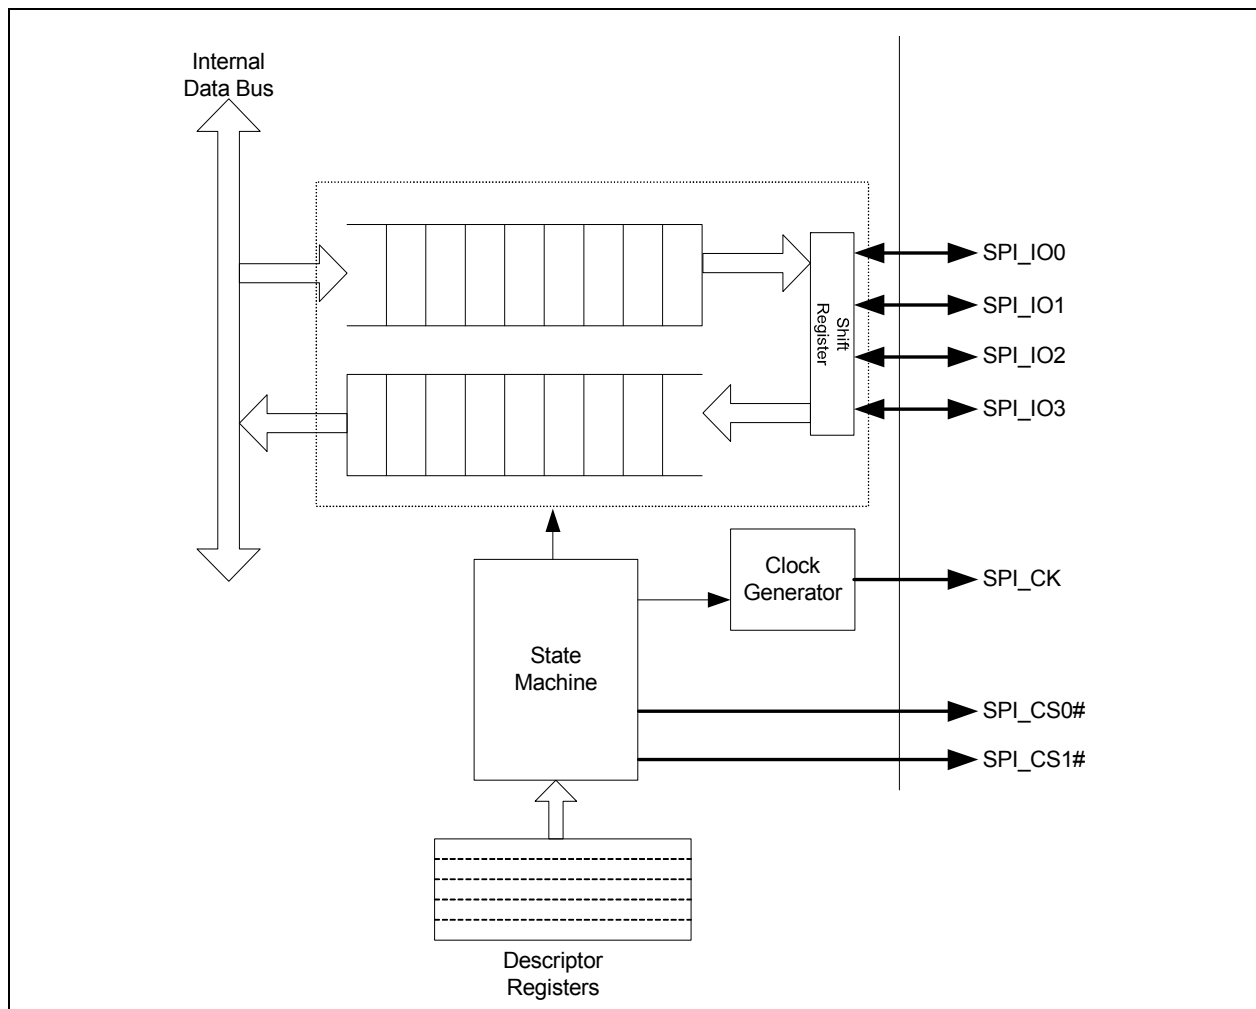 Internal
Data Bus
SPI_IO0
SPI_IO1
SPI_IO2
SPI_IO3
Shift
Register
Clock
Generator
SPI_CK
State
Machine
SPI_CS0#
SPI_CS1#
Descriptor
Registers